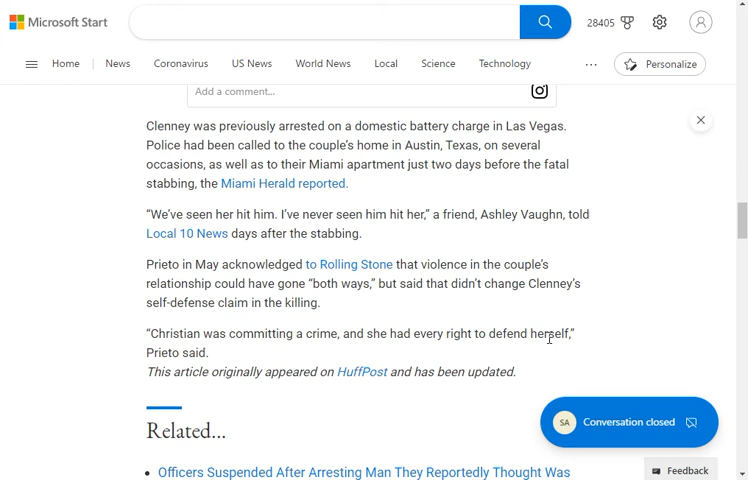 Microsoft Start
28405
Home
News
Coronavirus
US News
World News
Local
Science
Technology
...
Personalize
Add a comment...
Clenney was previously arrested on a domestic battery charge in Las Vegas.
Police had been called to the couple's home in Austin, Texas, on several
occasions, as well as to their Miami apartment just two days before the fatal
stabbing, the Miami Herald reported.
“We've seen her hit him. I've never seen him hit her,” a friend, Ashley Vaughn, told
Local 10 News days after the stabbing.
Prieto in May acknowledged to Rolling Stone that violence in the couple's
relationship could have gone “both ways,” but said that didn't change Clenney's
self-defense claim in the killing.
“Christian was committing a crime, and she had every right to defend herself,”
Prieto said.
This article originally appeared on HuffPost and has been updated.
SA
Conversation closed
Related...
Feedback
Officers Suspended After Arresting Man They Reportedly Thought Was